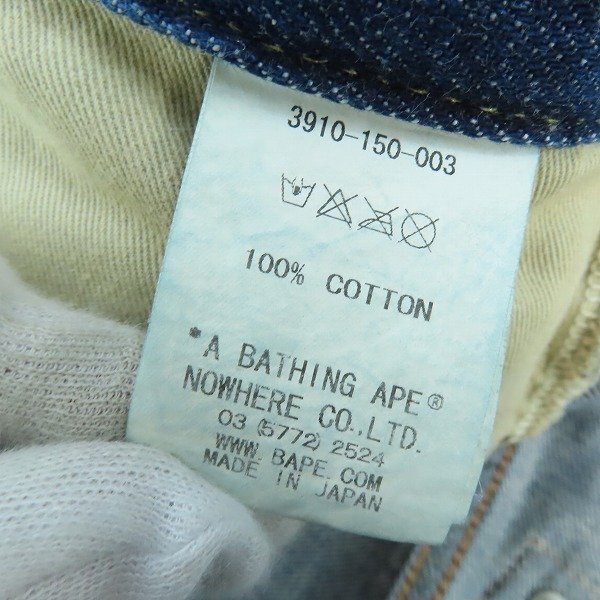 3910-150-003
100% COTTON
*A BATHING APE®
NOWHERE CO.,LTD.
03 (5772) 2524
WWW.BAPE.COM
MADE IN JAPAN